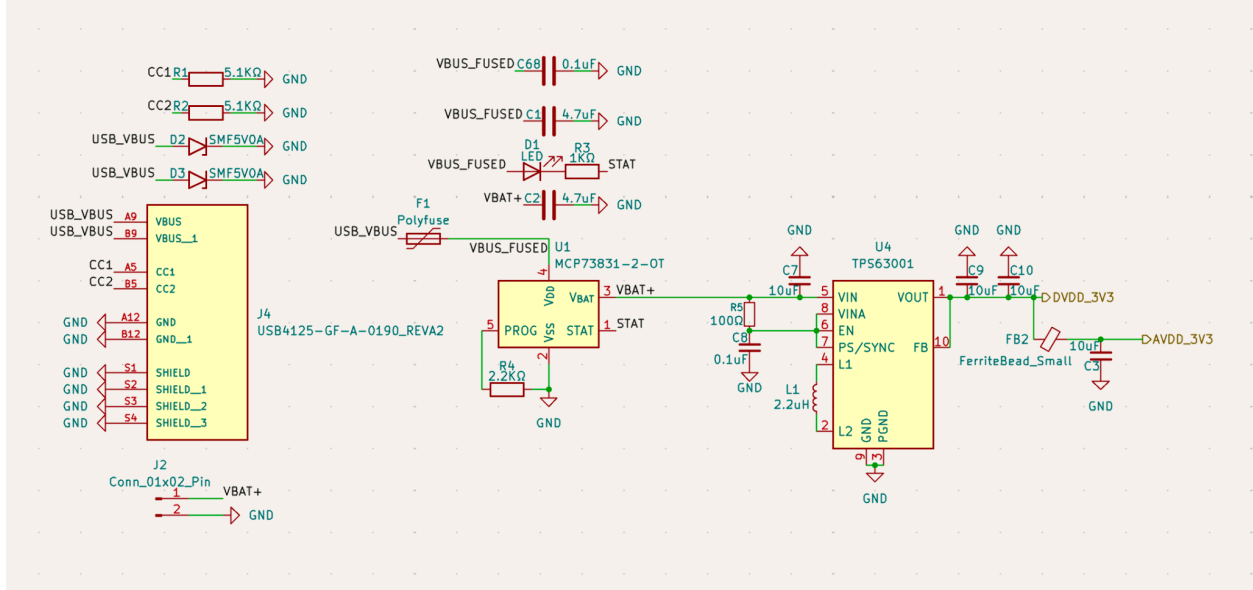 CC1 R1 5.1KΩ GND
CC2 R2 5.1KΩ GND
USB_VBUS D2 SMF5V0A GND
USB_VBUS D3 SMF5V0A GND
VBUS_FUSED C68 0.1uF GND
VBUS_FUSED C1 4.7uF GND
D1
LED
R3
1KΩ
VBUS_FUSED STAT
VBAT+ C2 4.7uF GND
F1
Polyfuse
USB_VBUS
VBUS_FUSED
USB_VBUS A9 VBUS
USB_VBUS B9 VBUS__1
CC1 A5 CC1
CC2 B5 CC2
GND A12 GND
GND B12 GND__1
GND S1 SHIELD
GND S2 SHIELD__1
GND S3 SHIELD__2
GND S4 SHIELD__3
J4
USB4125-GF-A-0190_REVA2
J2
Conn_01x02_Pin
1 VBAT+
2 GND
U1
MCP73831-2-OT
4
VDD
VBAT 3 VBAT+
5 PROG
STAT 1 STAT
VSS
2
R4
2.2KΩ
GND
GND
C7
10uF
R5
100Ω
C8
0.1uF
GND
L1
2.2uH
U4
TPS63001
5 VIN
8 VINA
6 EN
7 PS/SYNC
4 L1
2 L2
VOUT 1
FB 10
GND
PGND
9
3
GND
GND
C9
10uF
GND
C10
10uF
DVDD_3V3
FB2
FerriteBead_Small
10uF
C3
GND
AVDD_3V3